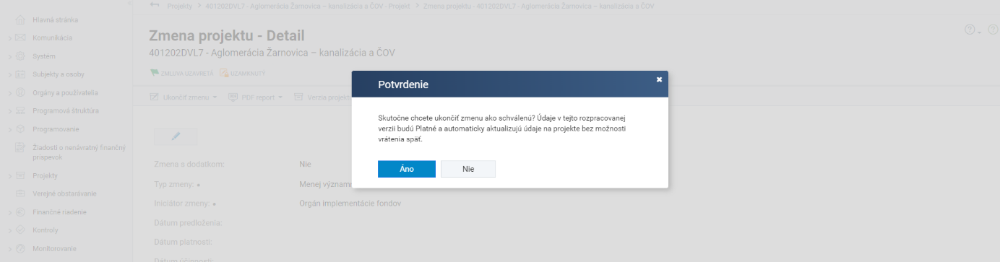 Projekty > 401202DVL7 - Aglomerácia Žarnovica – kanalizácia a ČOV - Projekt > Zmena projektu - 401202DVL7 - Aglomerácia Žarnovica – kanalizácia a ČOV
Hlavná stránka
Komunikácia
Systém
Subjekty a osoby
Orgány a používatelia
Programová štruktúra
Programovanie
Žiadosti o nenávratný finančný
príspevok
Projekty
Verejné obstarávanie
Finančné riadenie
Kontroly
Monitorovanie
Zmena projektu - Detail
401202DVL7 - Aglomerácia Žarnovica – kanalizácia a ČOV
ZMLUVA UZAVRETÁ UZAMKNUTÝ
Ukončiť zmenu PDF report Verzia projektu
Potvrdenie
Skutočne chcete ukončiť zmenu ako schválenú? Údaje v tejto rozpracovanej
verzii budú Platné a automaticky aktualizujú údaje na projekte bez možnosti
vrátenia späť.
Áno Nie
Zmena s dodatkom: Nie
Typ zmeny: Menej význam
Iniciátor zmeny: Orgán implementácie fondov
Dátum predloženia:
Dátum platnosti:
Dátum účinnosti: